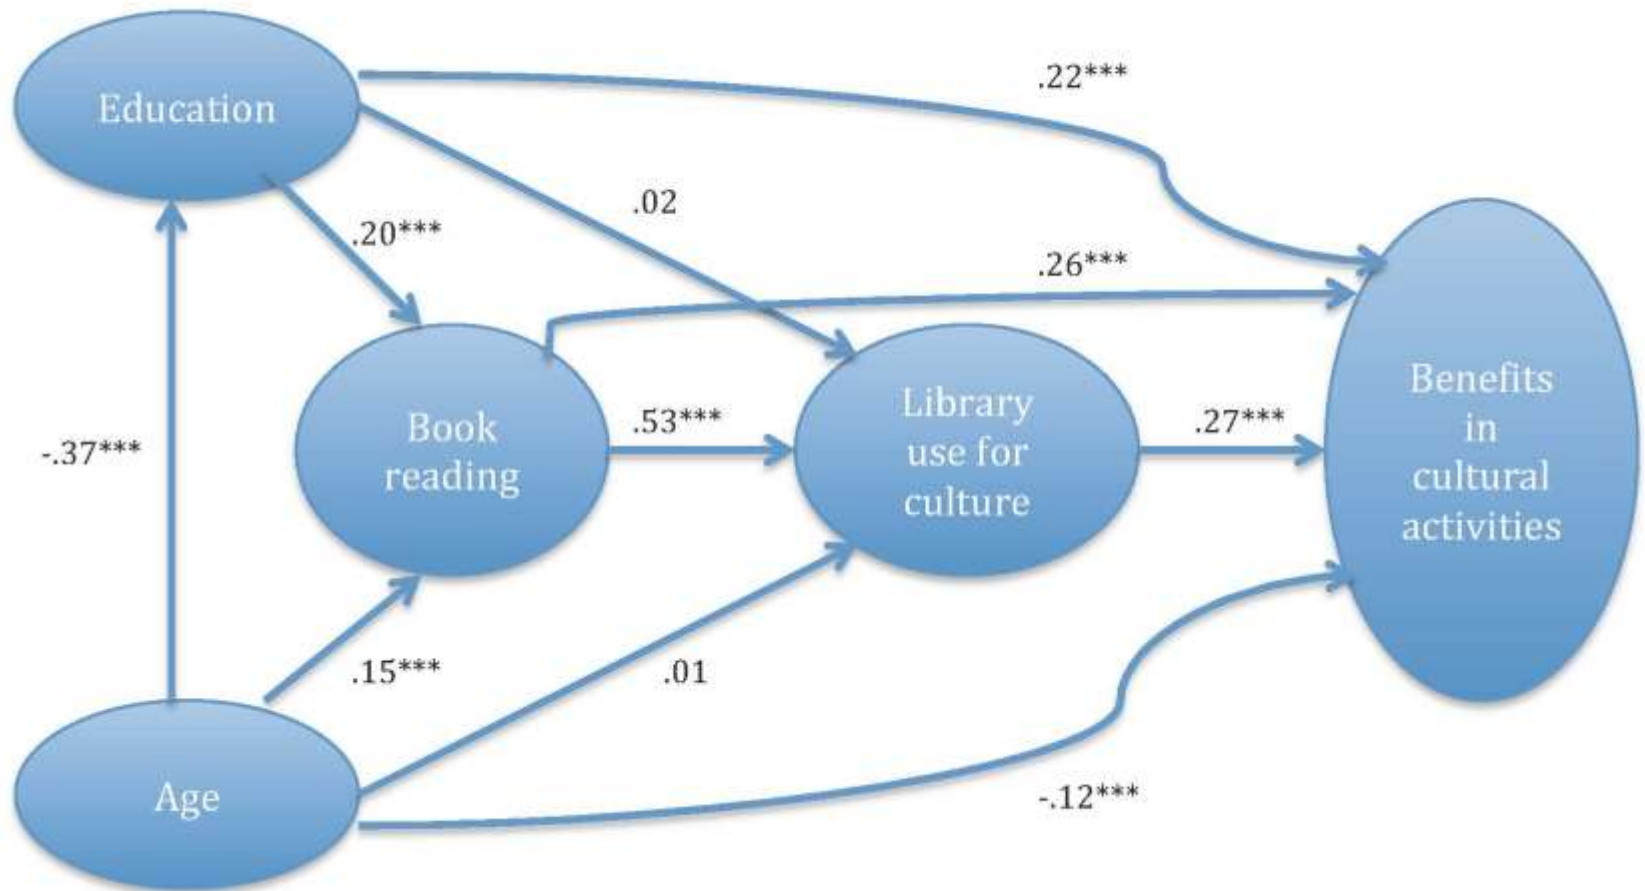 Education
.22***
.02
.20***
.26***
Book
reading
.53***
Library
use for
culture
.27***
Benefits
in
cultural
activities
-.37***
.15***
.01
Age
-.12***